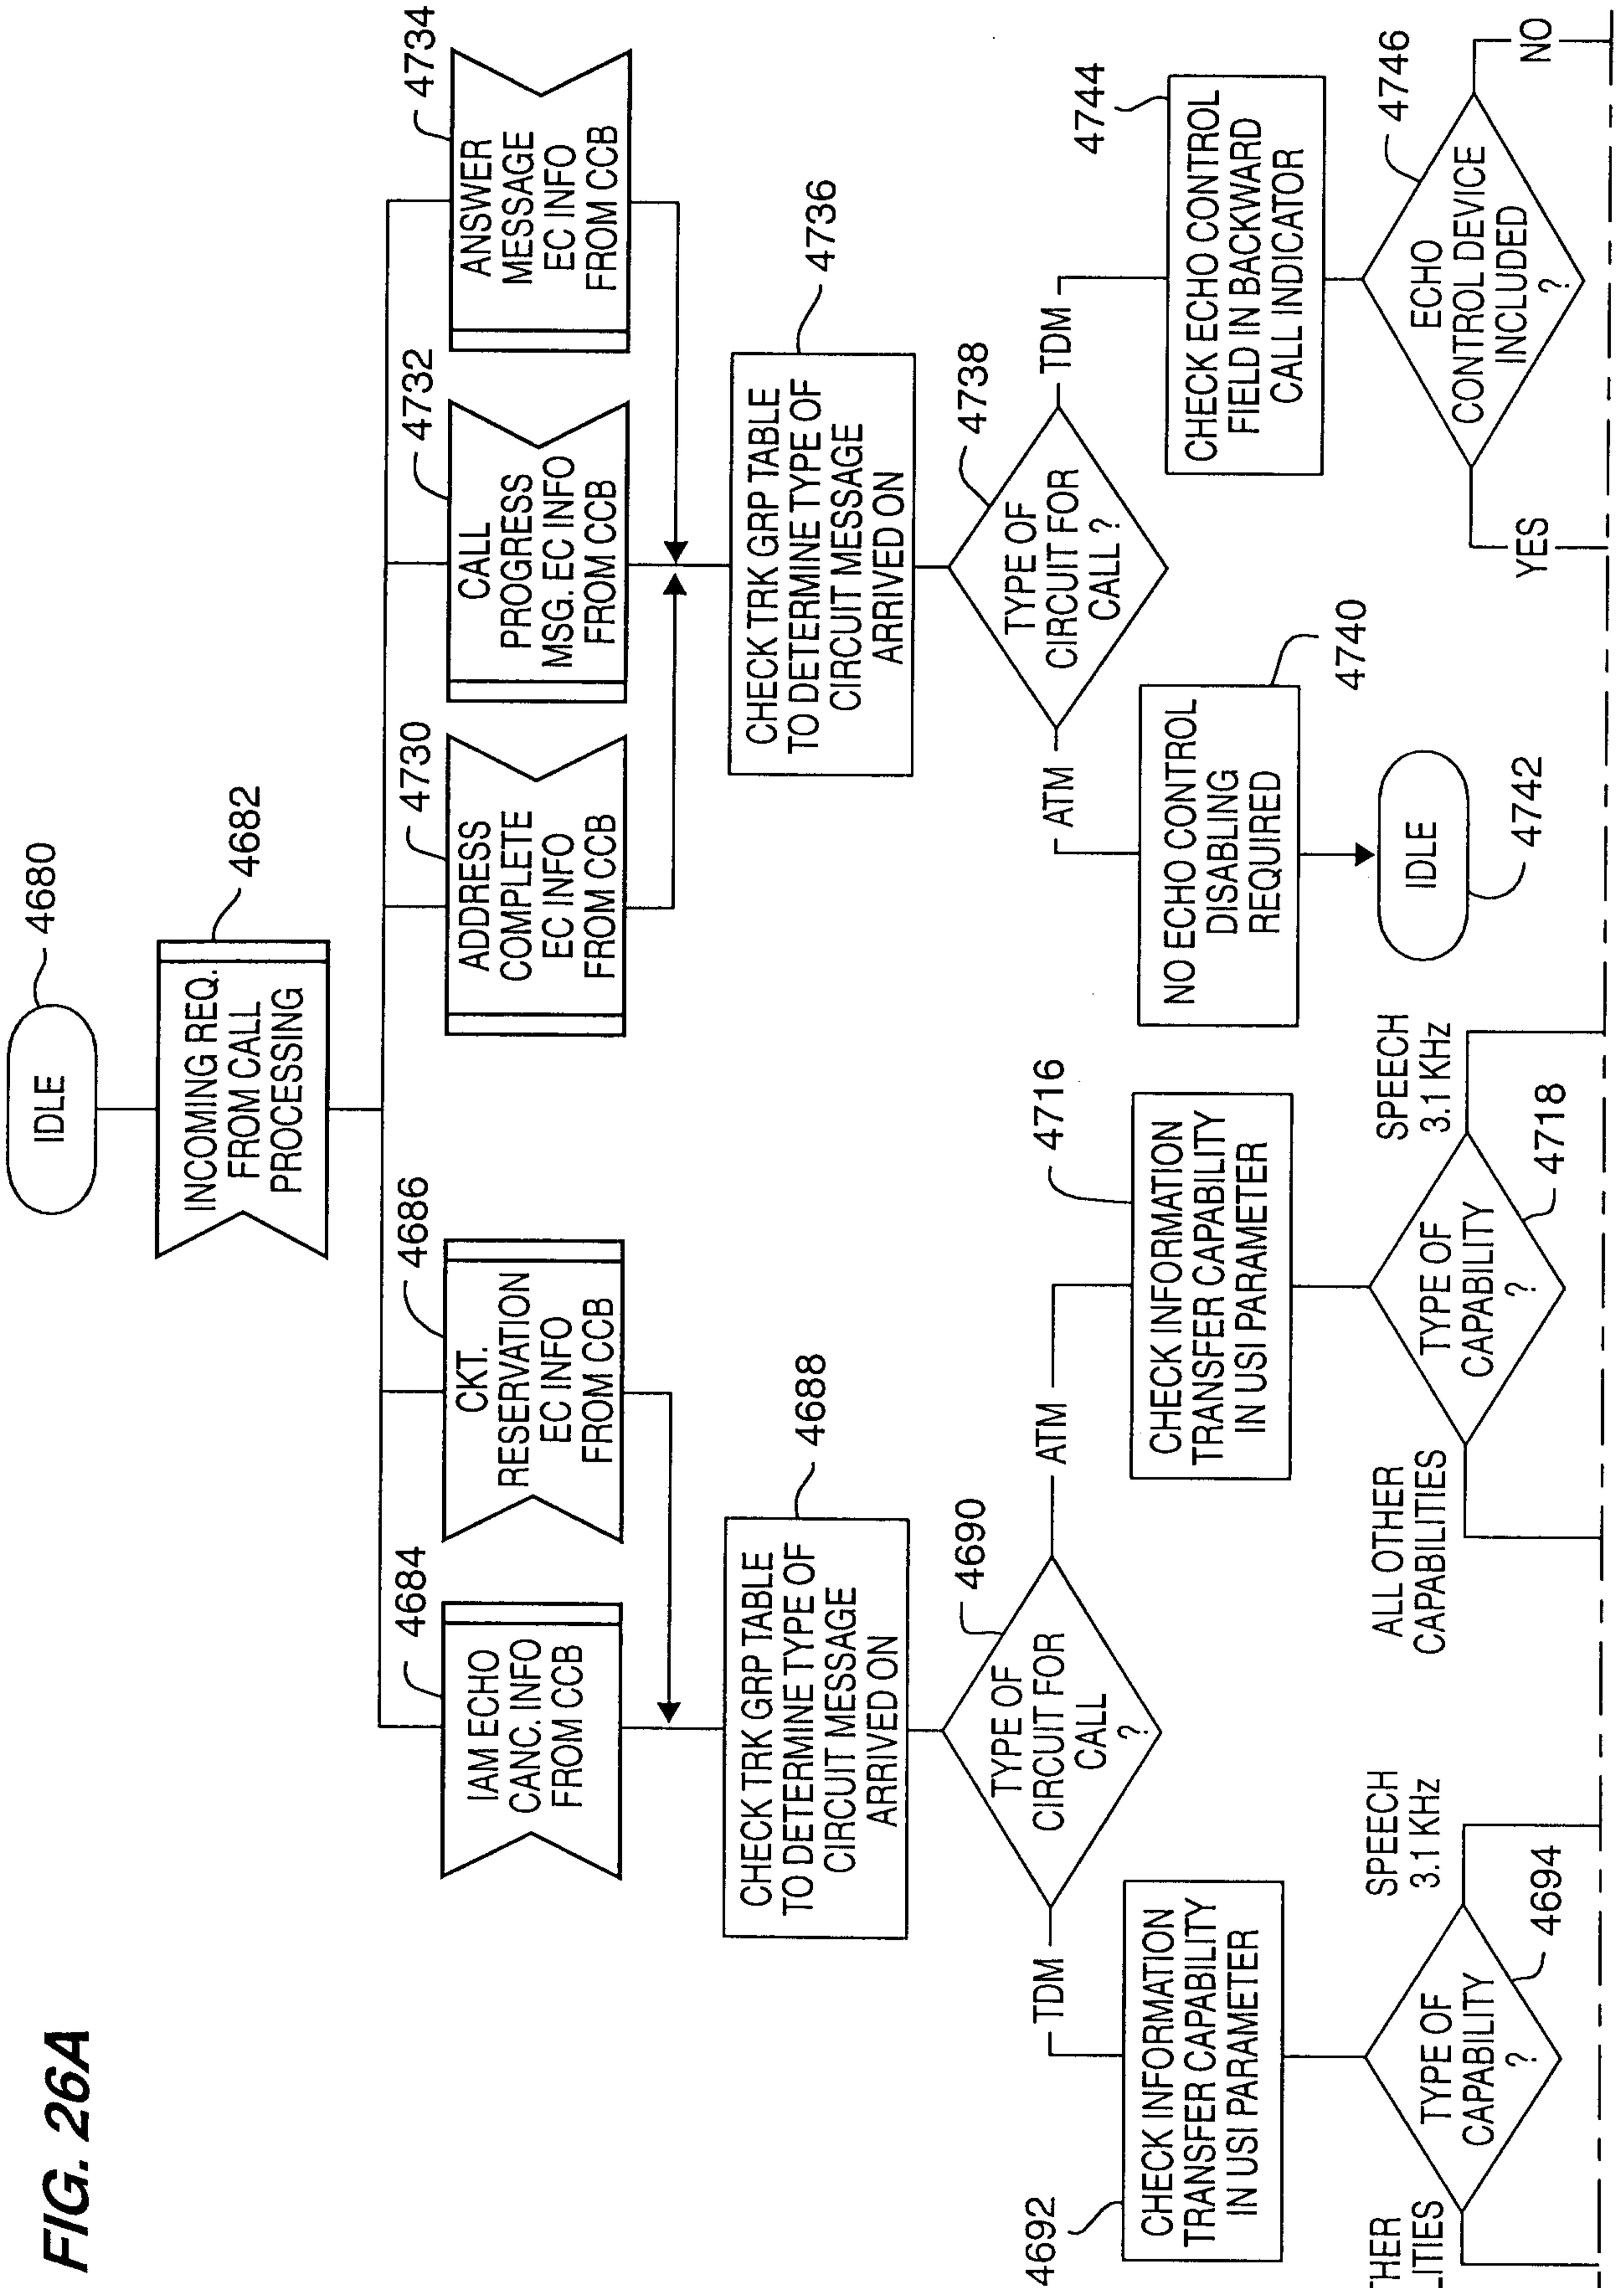 FIG. 26A
IDLE
4680
INCOMING REQ.
FROM CALL
PROCESSING
4682
IAM ECHO
CANC. INFO
FROM CCB
4684
CKT.
RESERVATION
EC INFO
FROM CCB
4686
ADDRESS
COMPLETE
EC INFO
FROM CCB
4730
CALL
PROGRESS
MSG. EC INFO
FROM CCB
4732
ANSWER
MESSAGE
EC INFO
FROM CCB
4734
CHECK TRK GRP TABLE
TO DETERMINE TYPE OF
CIRCUIT MESSAGE
ARRIVED ON
4688
CHECK TRK GRP TABLE
TO DETERMINE TYPE OF
CIRCUIT MESSAGE
ARRIVED ON
4736
TYPE OF
CIRCUIT FOR
CALL
?
4690
TDM
ATM
TYPE OF
CIRCUIT FOR
CALL ?
4738
ATM
TDM
4692
CHECK INFORMATION
TRANSFER CAPABILITY
IN USI PARAMETER
CHECK INFORMATION
TRANSFER CAPABILITY
IN USI PARAMETER
4716
NO ECHO CONTROL
DISABLING
REQUIRED
4740
CHECK ECHO CONTROL
FIELD IN BACKWARD
CALL INDICATOR
4744
THER
LITIES
TYPE OF
CAPABILITY
?
4694
SPEECH
3.1 KHz
ALL OTHER
CAPABILITIES
TYPE OF
CAPABILITY
?
4718
SPEECH
3.1 KHz
IDLE
4742
ECHO
CONTROL DEVICE
INCLUDED
?
4746
YES
NO